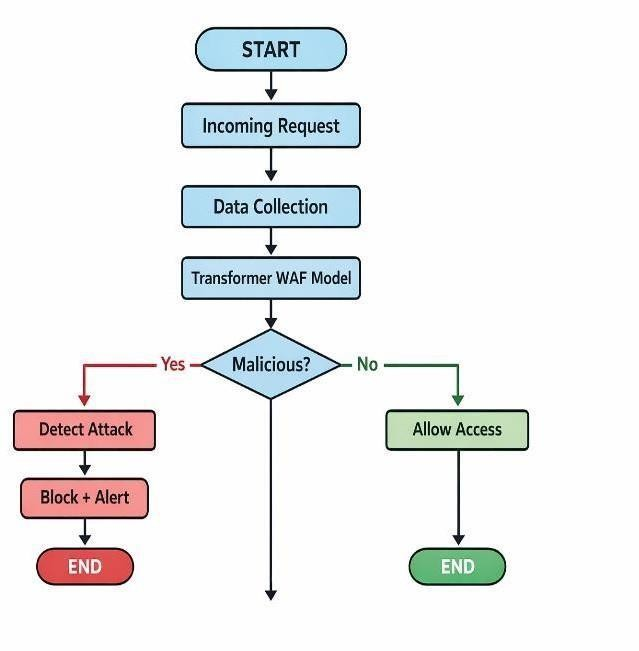 START
Incoming Request
Data Collection
Transformer WAF Model
Malicious?
Yes
No
Detect Attack
Allow Access
Block + Alert
END
END